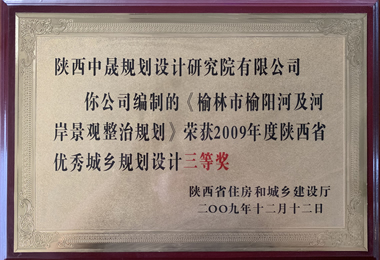 陕西中晟规划设计研究院有限公司
你公司编制的《榆林市榆阳河及河
岸景观整治规划》荣获2009年度陕西省
优秀城乡规划设计三等奖
陕西省住房和城乡建设厅
二〇〇九年十二月十二日